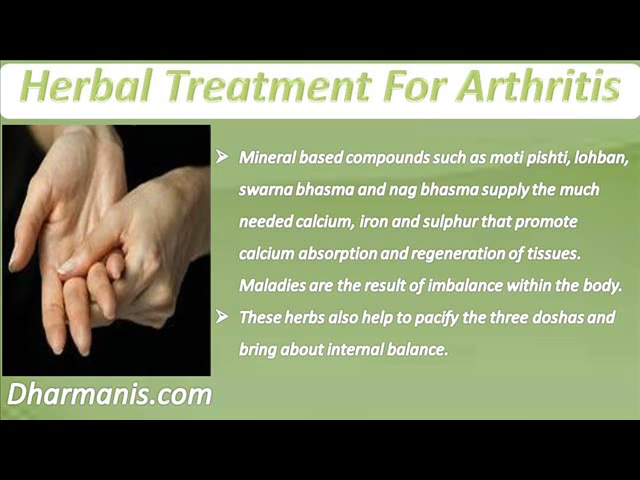 Herbal Treatment For Arthritis
➢ Mineral based compounds such as moti pishti, lohban,
swarna bhasma and nag bhasma supply the much
needed calcium, iron and sulphur that promote
calcium absorption and regeneration of tissues.
Maladies are the result of imbalance within the body.
➢ These herbs also help to pacify the three doshas and
bring about internal balance.
Dharmanis.com